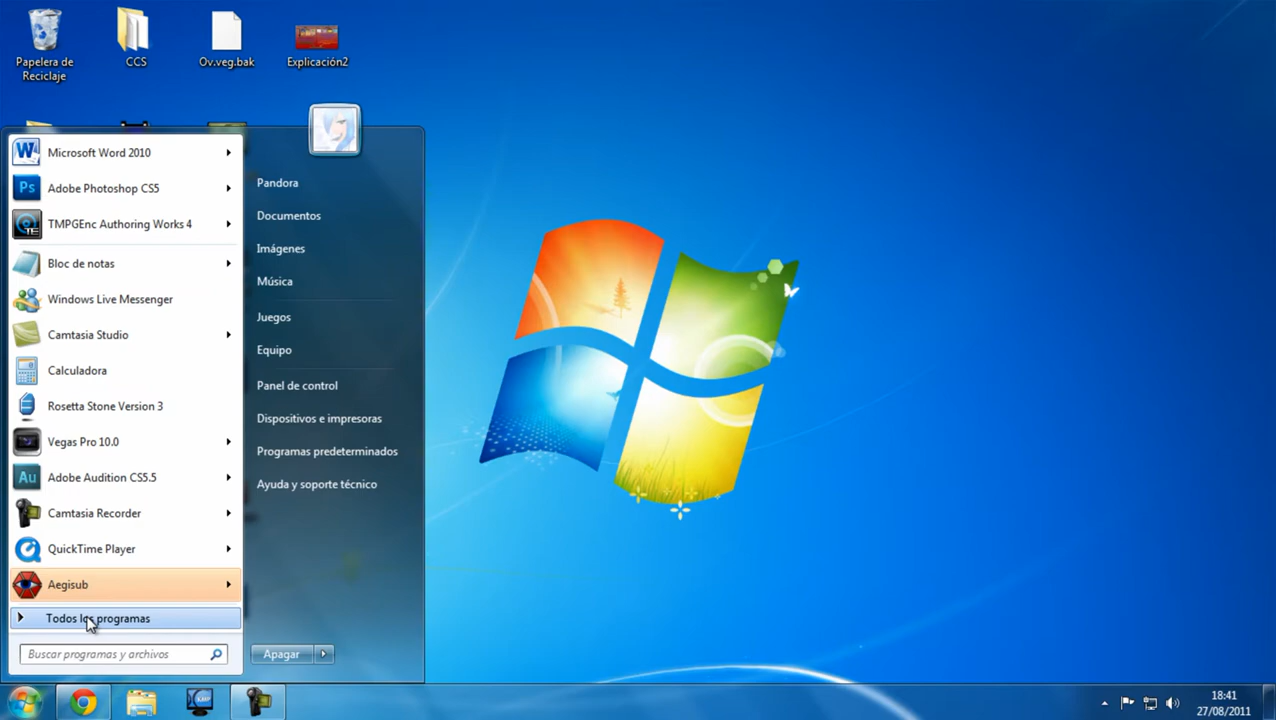 Papelera de
Reciclaje
CCS
Ov.veg.bak
Explicación2
Microsoft Word 2010
Adobe Photoshop CS5
TMPGEnc Authoring Works 4
Bloc de notas
Windows Live Messenger
Camtasia Studio
Calculadora
Rosetta Stone Version 3
Vegas Pro 10.0
Adobe Audition CS5.5
Camtasia Recorder
QuickTime Player
Aegisub
Todos los programas
Buscar programas y archivos
Pandora
Documentos
Imágenes
Música
Juegos
Equipo
Panel de control
Dispositivos e impresoras
Programas predeterminados
Ayuda y soporte técnico
Apagar
18:41
27/08/2011